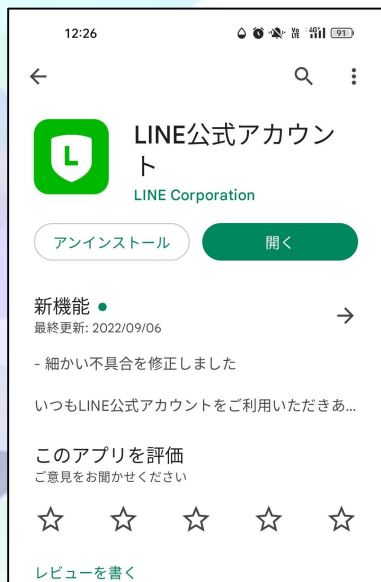 12:26
Vo LTE 4G+ 91
LINE公式アカウン
ト
LINE Corporation
アンインストール
開く
新機能
最終更新: 2022/09/06
- 細かい不具合を修正しました
いつもLINE公式アカウントをご利用いただきあ...
このアプリを評価
ご意見をお聞かせください
レビューを書く